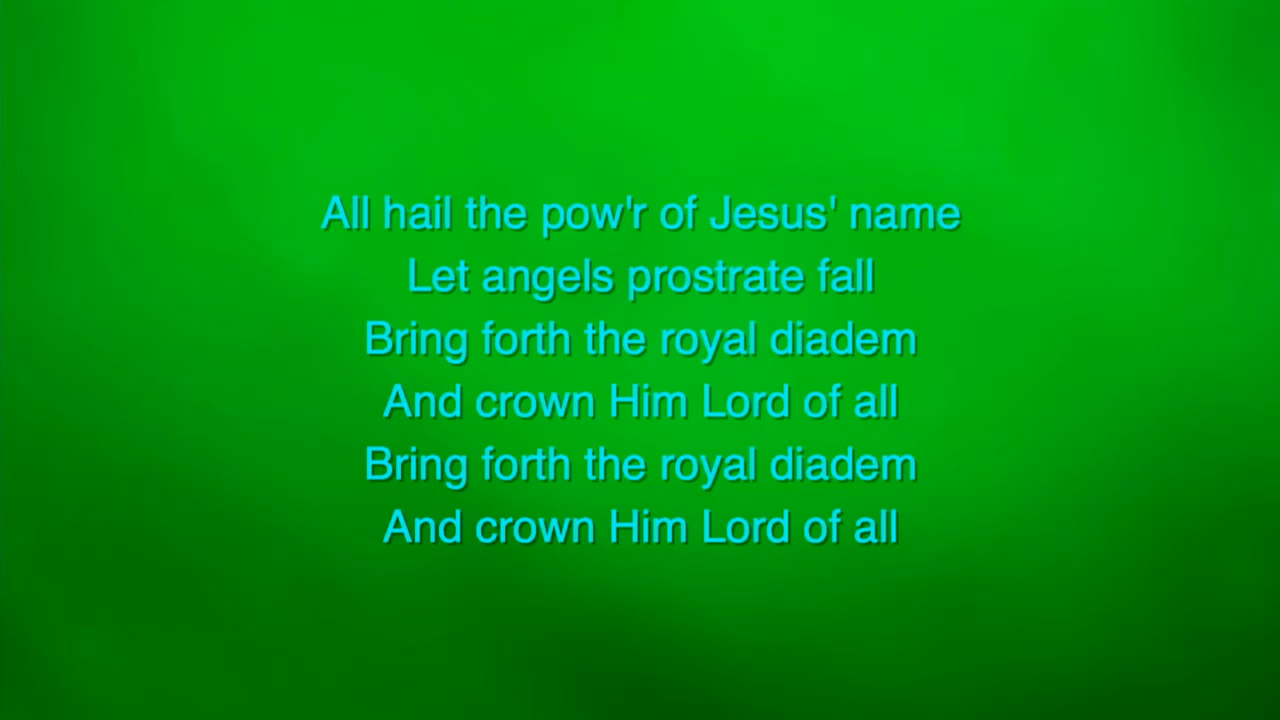 All hail the pow'r of Jesus' name
Let angels prostrate fall
Bring forth the royal diadem
And crown Him Lord of all
Bring forth the royal diadem
And crown Him Lord of all